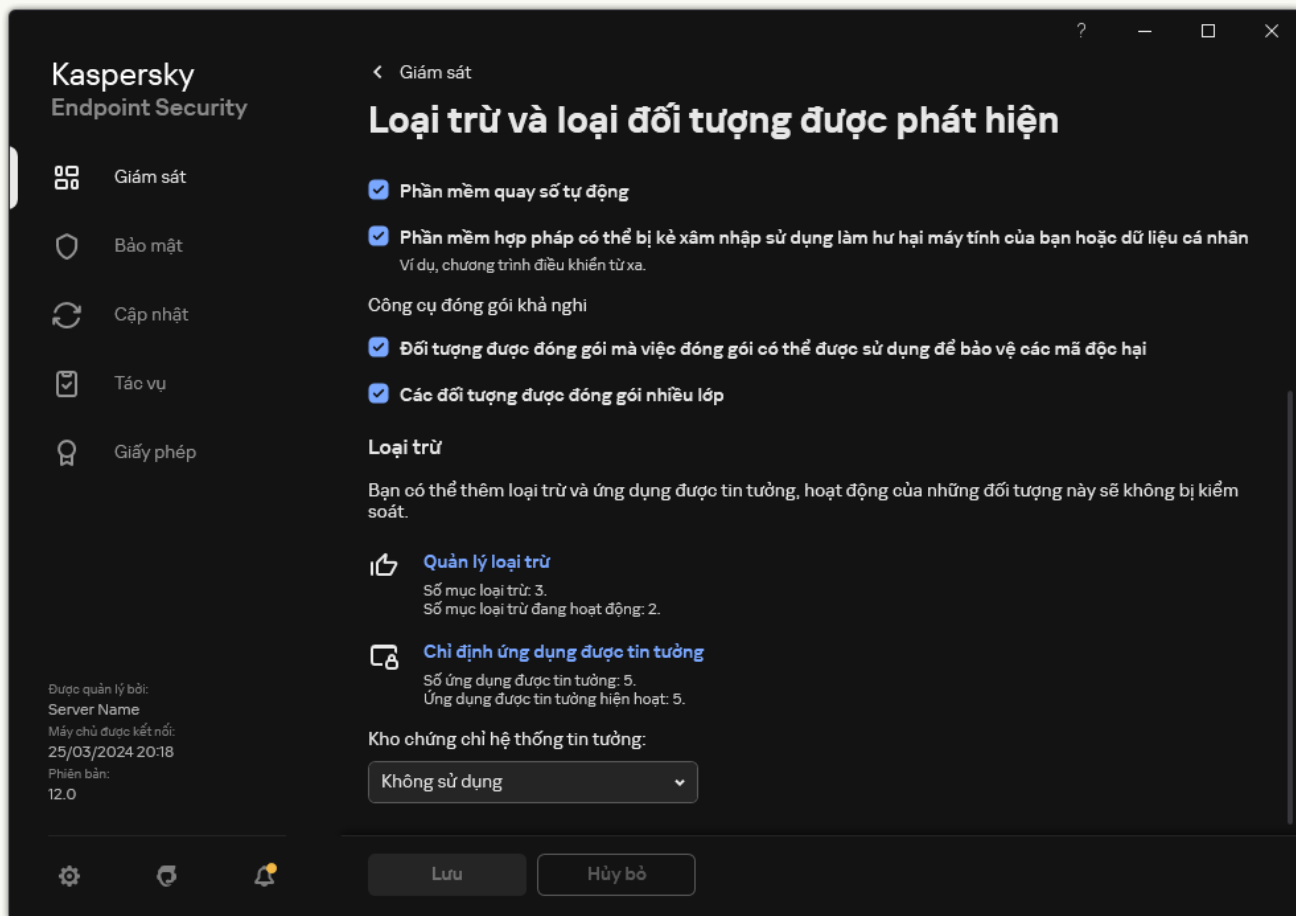 ?
Kaspersky
Endpoint Security
Giám sát
Bảo mật
Cập nhật
Tác vụ
Giấy phép
Được quản lý bởi:
Server Name
Máy chủ được kết nối:
25/03/2024 20:18
Phiên bản:
12.0
Giám sát
Loại trừ và loại đối tượng được phát hiện
Phần mềm quay số tự động
Phần mềm hợp pháp có thể bị kẻ xâm nhập sử dụng làm hư hại máy tính của bạn hoặc dữ liệu cá nhân
Ví dụ, chương trình điều khiển từ xa.
Công cụ đóng gói khả nghi
Đối tượng được đóng gói mà việc đóng gói có thể được sử dụng để bảo vệ các mã độc hại
Các đối tượng được đóng gói nhiều lớp
Loại trừ
Bạn có thể thêm loại trừ và ứng dụng được tin tưởng, hoạt động của những đối tượng này sẽ không bị kiểm
soát.
Quản lý loại trừ
Số mục loại trừ: 3.
Số mục loại trừ đang hoạt động: 2.
Chỉ định ứng dụng được tin tưởng
Số ứng dụng được tin tưởng: 5.
Ứng dụng được tin tưởng hiện hoạt: 5.
Kho chứng chỉ hệ thống tin tưởng:
Không sử dụng
Lưu
Hủy bỏ